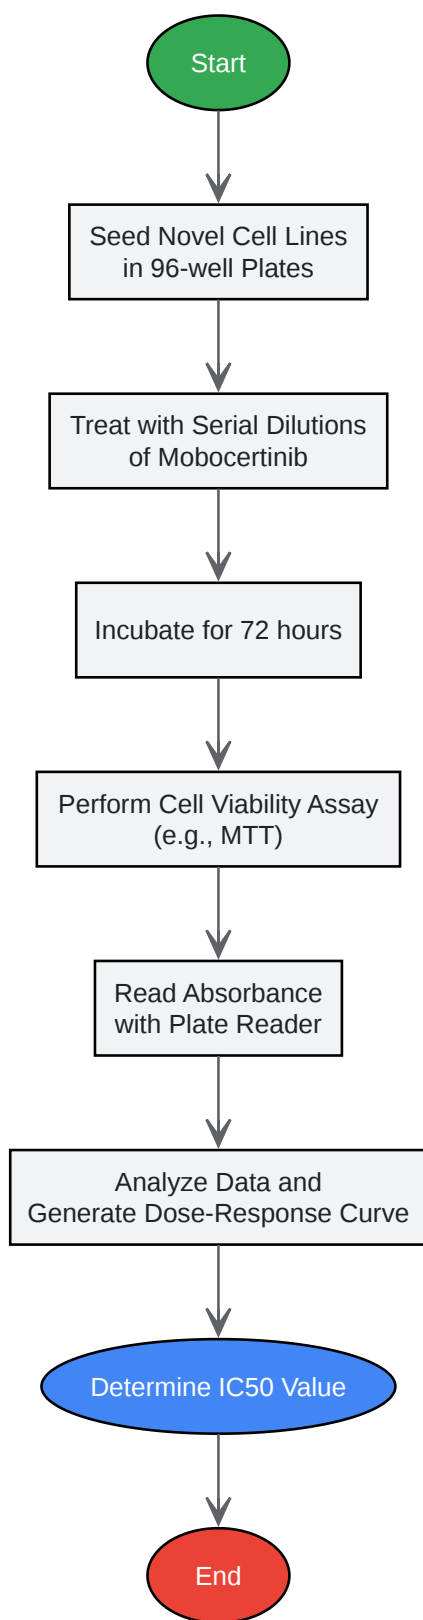 Start
Seed Novel Cell Lines
in 96-well Plates
Treat with Serial Dilutions
of Mobocertinib
Incubate for 72 hours
Perform Cell Viability Assay
(e.g., MTT)
Read Absorbance
with Plate Reader
Analyze Data and
Generate Dose-Response Curve
Determine IC50 Value
End